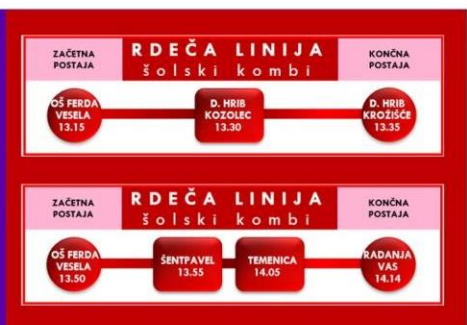 ZAČETNA
POSTAJA
RDEČA LINIJA
šolski kombi
KONČNA
POSTAJA
OŠ FERDA
VESELA
13.15
D. HRIB
KOZOLEC
13.30
D. HRIB
KROŽIŠČE
13.35
ZAČETNA
POSTAJA
RDEČA LINIJA
šolski kombi
KONČNA
POSTAJA
OŠ FERDA
VESELA
13.50
ŠENTPAVEL
13.55
TEMENICA
14.05
RADANJA
VAS
14.14